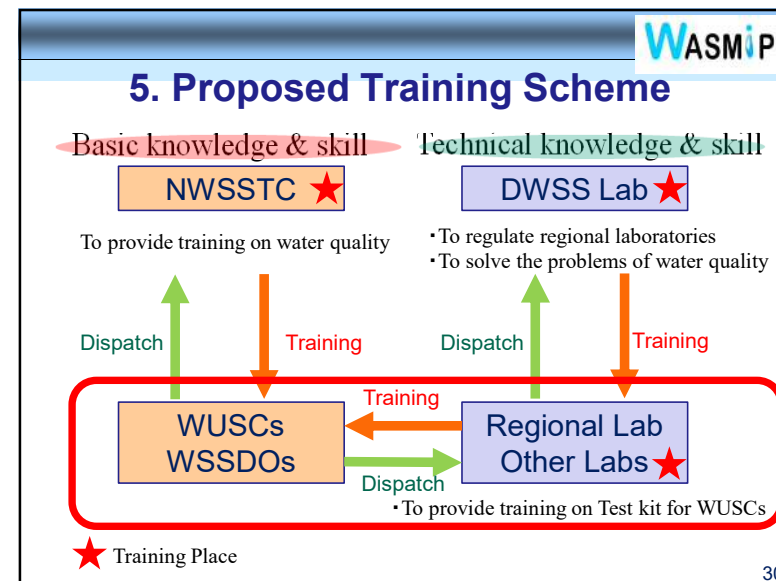 WASMiP
5. Proposed Training Scheme
Basic knowledge & skill
Technical knowledge & skill
NWSSTC
DWSS Lab
To provide training on water quality
・To regulate regional laboratories
・To solve the problems of water quality
Dispatch
Training
Dispatch
Training
Training
WUSCs
WSSDOs
Regional Lab
Other Labs
Dispatch
・To provide training on Test kit for WUSCs
Training Place